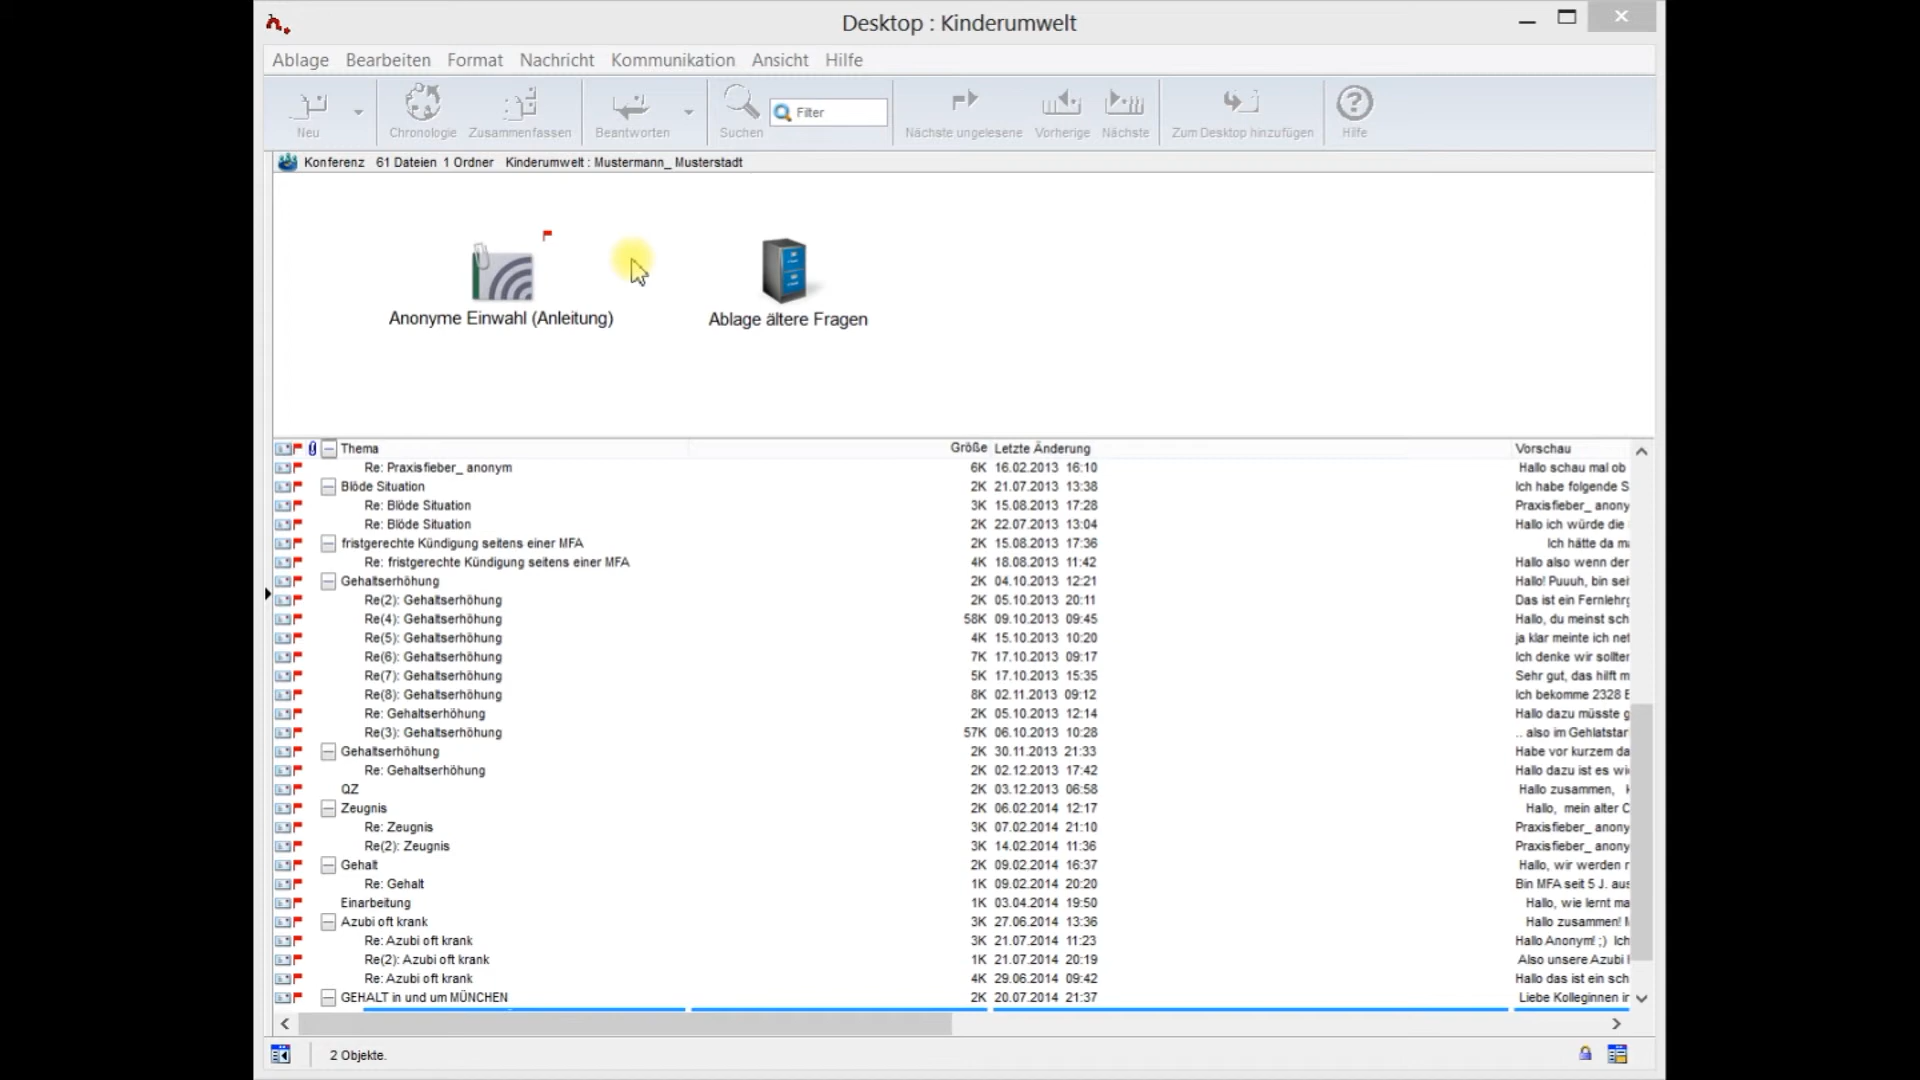 Desktop : Kinderumwelt
Ablage Bearbeiten Format Nachricht Kommunikation Ansicht Hilfe
Neu Chronologie Zusammenfassen Beantworten Suchen Filter Nächste ungelesene Vorherige Nächste Zum Desktop hinzufügen Hilfe
Konferenz 61 Dateien 1 Ordner Kinderumwelt : Mustermann_ Musterstadt
Anonyme Einwahl (Anleitung) Ablage ältere Fragen
Thema Größe Letzte Änderung Vorschau
Re: Praxisfieber_ anonym 6K 16.02.2013 16:10 Hallo schau mal ob
Blöde Situation 2K 21.07.2013 13:38 Ich habe folgende S
Re: Blöde Situation 3K 15.08.2013 17:28 Praxisfieber_ anony
Re: Blöde Situation 2K 22.07.2013 13:04 Hallo ich würde die
fristgerechte Kündigung seitens einer MFA 2K 15.08.2013 17:36 Ich hätte da ma
Re: fristgerechte Kündigung seitens einer MFA 4K 18.08.2013 11:42 Hallo also wenn der
Gehaltserhöhung 2K 04.10.2013 12:21 Hallo! Puuuh, bin sei
Re(2): Gehaltserhöhung 2K 05.10.2013 20:11 Das ist ein Fernlehrg
Re(4): Gehaltserhöhung 58K 09.10.2013 09:45 Hallo, du meinst sch
Re(5): Gehaltserhöhung 4K 15.10.2013 10:20 ja klar meinte ich net
Re(6): Gehaltserhöhung 7K 17.10.2013 09:17 Ich denke wir sollter
Re(7): Gehaltserhöhung 5K 17.10.2013 15:35 Sehr gut, das hilft m
Re(8): Gehaltserhöhung 8K 02.11.2013 09:12 Ich bekomme 2328 E
Re: Gehaltserhöhung 2K 05.10.2013 12:14 Hallo dazu müsste g
Re(3): Gehaltserhöhung 57K 06.10.2013 10:28 .. also im Gehlatstar
Gehaltserhöhung 2K 30.11.2013 21:33 Habe vor kurzem da
Re: Gehaltserhöhung 2K 02.12.2013 17:42 Hallo dazu ist es wi
QZ 2K 03.12.2013 06:58 Hallo zusammen,
Zeugnis 2K 06.02.2014 12:17 Hallo, mein alter C
Re: Zeugnis 3K 07.02.2014 21:10 Praxisfieber_ anony
Re(2): Zeugnis 3K 14.02.2014 11:36 Praxisfieber_ anony
Gehalt 2K 09.02.2014 16:37 Hallo, wir werden r
Re: Gehalt 1K 09.02.2014 20:20 Bin MFA seit 5 J. aus
Einarbeitung 1K 03.04.2014 19:50 Hallo, wie lernt ma
Azubi oft krank 3K 27.06.2014 13:36 Hallo zusammen!
Re: Azubi oft krank 3K 21.07.2014 11:23 Hallo Anonym! ;) Ich
Re(2): Azubi oft krank 1K 21.07.2014 20:19 Also unsere Azubi
Re: Azubi oft krank 4K 29.06.2014 09:42 Hallo das ist ein sch
GEHALT in und um MÜNCHEN 2K 20.07.2014 21:37 Liebe Kolleginnen ir
2 Objekte.